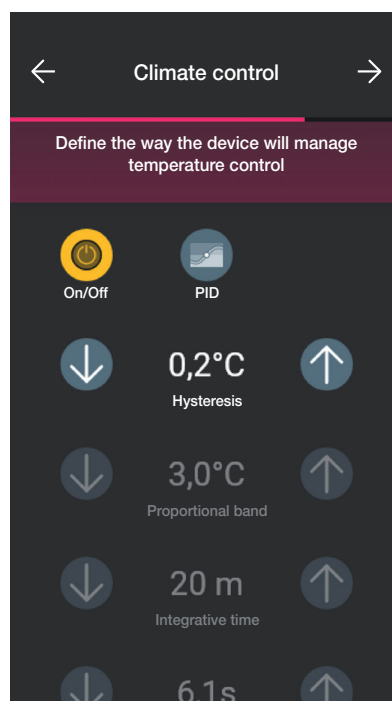 Climate control
Define the way the device will manage
temperature control
On/Off
PID
0,2°C
Hysteresis
3,0°C
Proportional band
20 m
Integrative time
6.1s